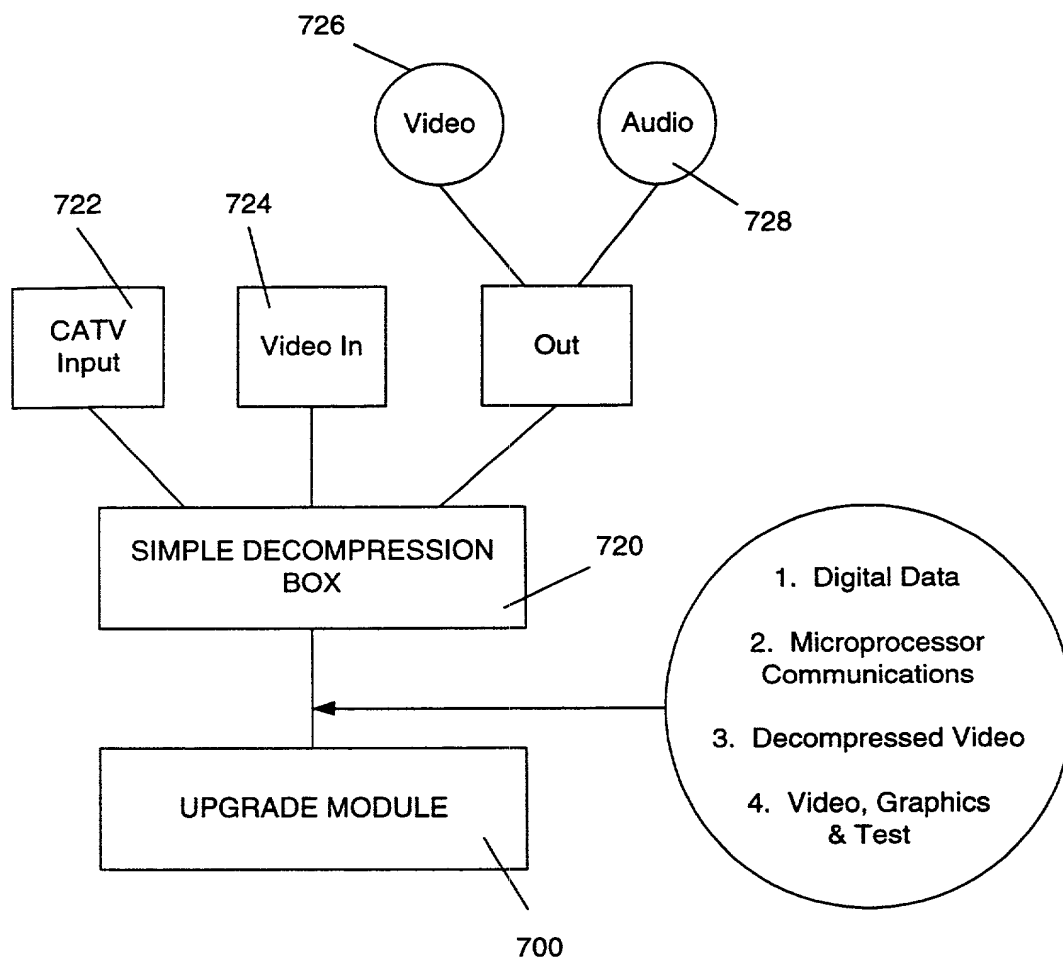 726
Video
Audio
728
722
724
CATV
Input
Video In
Out
SIMPLE DECOMPRESSION
BOX
720
1. Digital Data
2. Microprocessor
Communications
3. Decompressed Video
4. Video, Graphics
& Test
UPGRADE MODULE
700